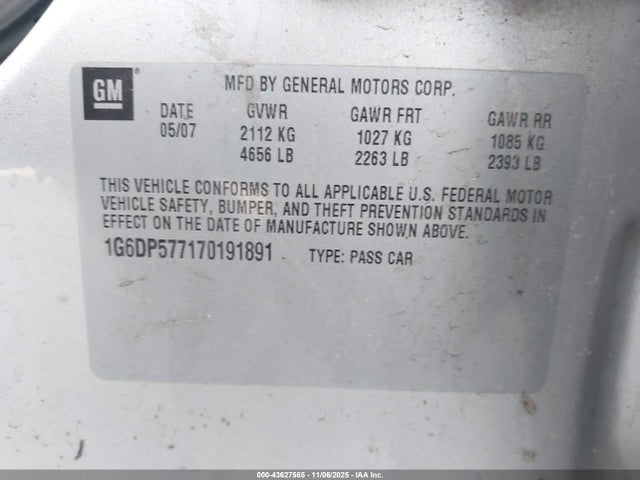 GM ® MFD BY GENERAL MOTORS CORP.
DATE GVWR GAWR FRT GAWR RR
05/07 2112 KG 1027 KG 1085 KG
4656 LB 2263 LB 2393 LB
THIS VEHICLE CONFORMS TO ALL APPLICABLE U.S. FEDERAL MOTOR
VEHICLE SAFETY, BUMPER, AND THEFT PREVENTION STANDARDS IN
EFFECT ON THE DATE OF MANUFACTURE SHOWN ABOVE.
1G6DP577170191891 TYPE: PASS CAR
000-43627565 - 11/06/2025 - IAA Inc.